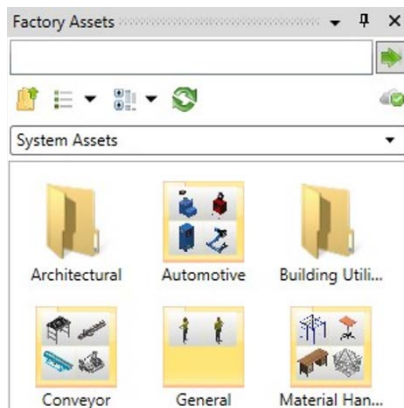 Factory Assets
System Assets
Architectural
Automotive
Building Utili...
Conveyor
General
Material Han...